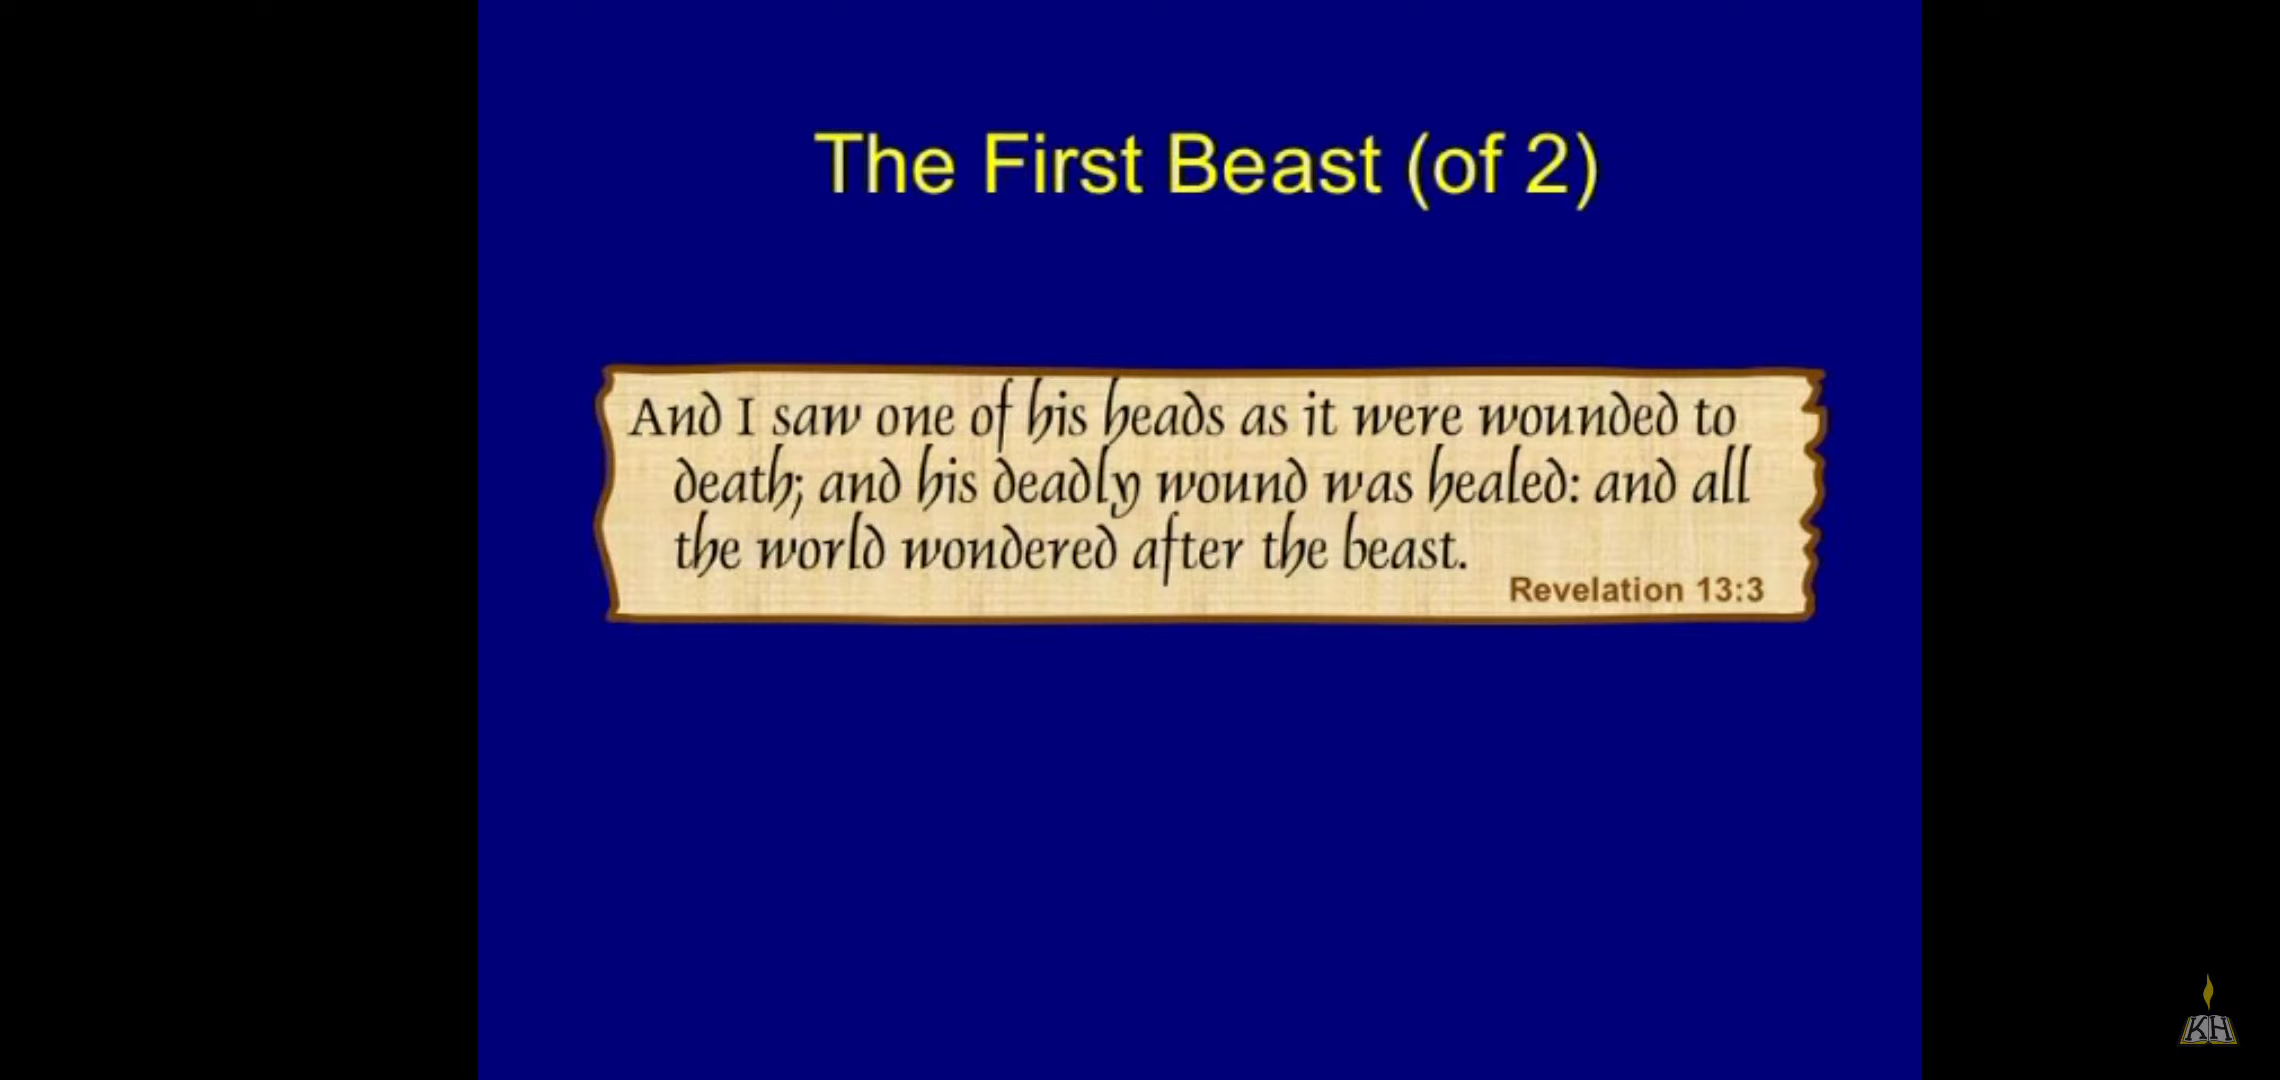 The First Beast (of 2)
And I saw one of his heads as it were wounded to
death; and his deadly wound was healed: and all
the world wondered after the beast.
Revelation 13:3
KH